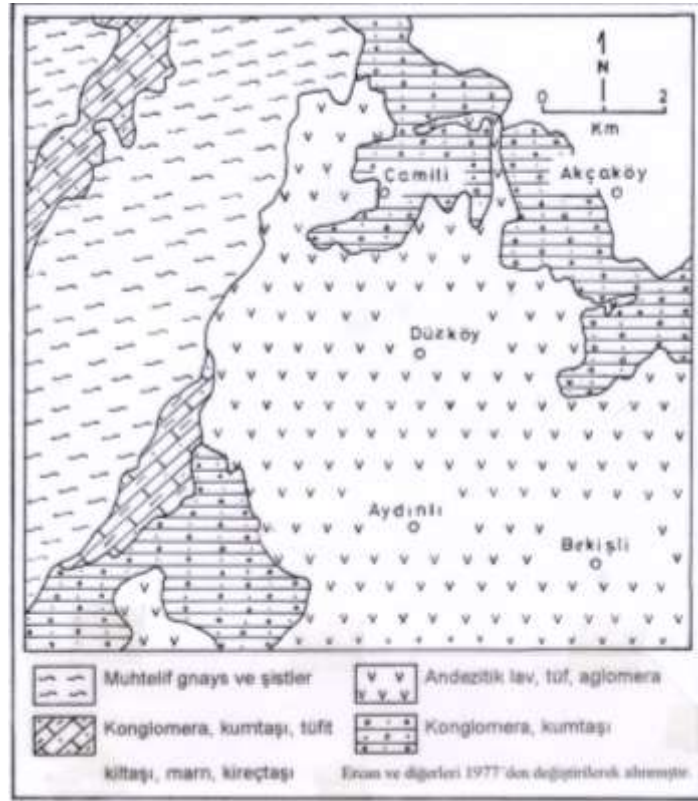 N
0 2
Km
Camili
Akçaköy
Düzköy
Aydınlı
Bekişli
Muhtelif gnays ve şistler
Andezitik lav, tüf, aglomera
Konglomera, kumtaşı, tüfit
Konglomera, kumtaşı
kiltaşı, marn, kireçtaşı
Ercan ve diğerleri 1977'den değiştirilerek alınmıştır.